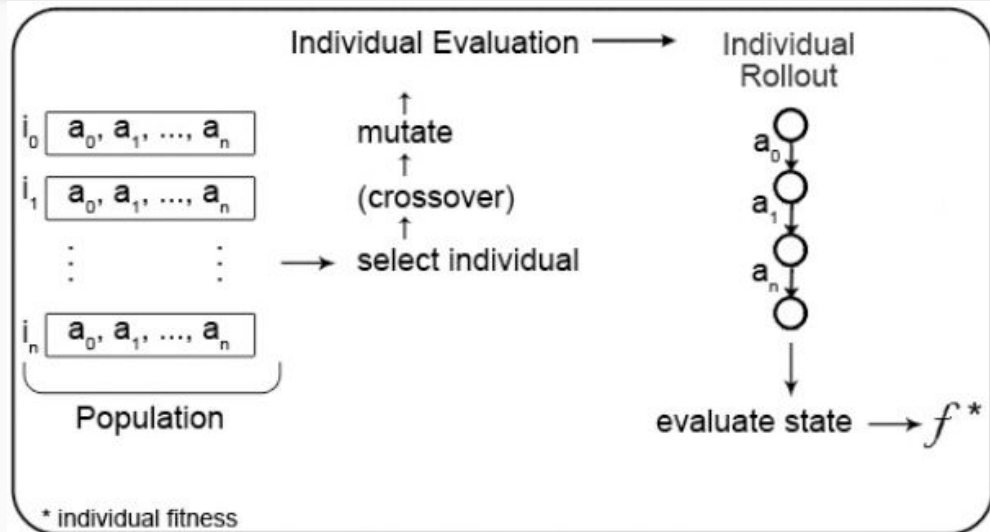 Individual Evaluation
Individual
Rollout
i₀ a₀, a₁, ..., aₙ
i₁ a₀, a₁, ..., aₙ
iₙ a₀, a₁, ..., aₙ
Population
mutate
(crossover)
select individual
a₀
a₁
aₙ
evaluate state
f *
* individual fitness